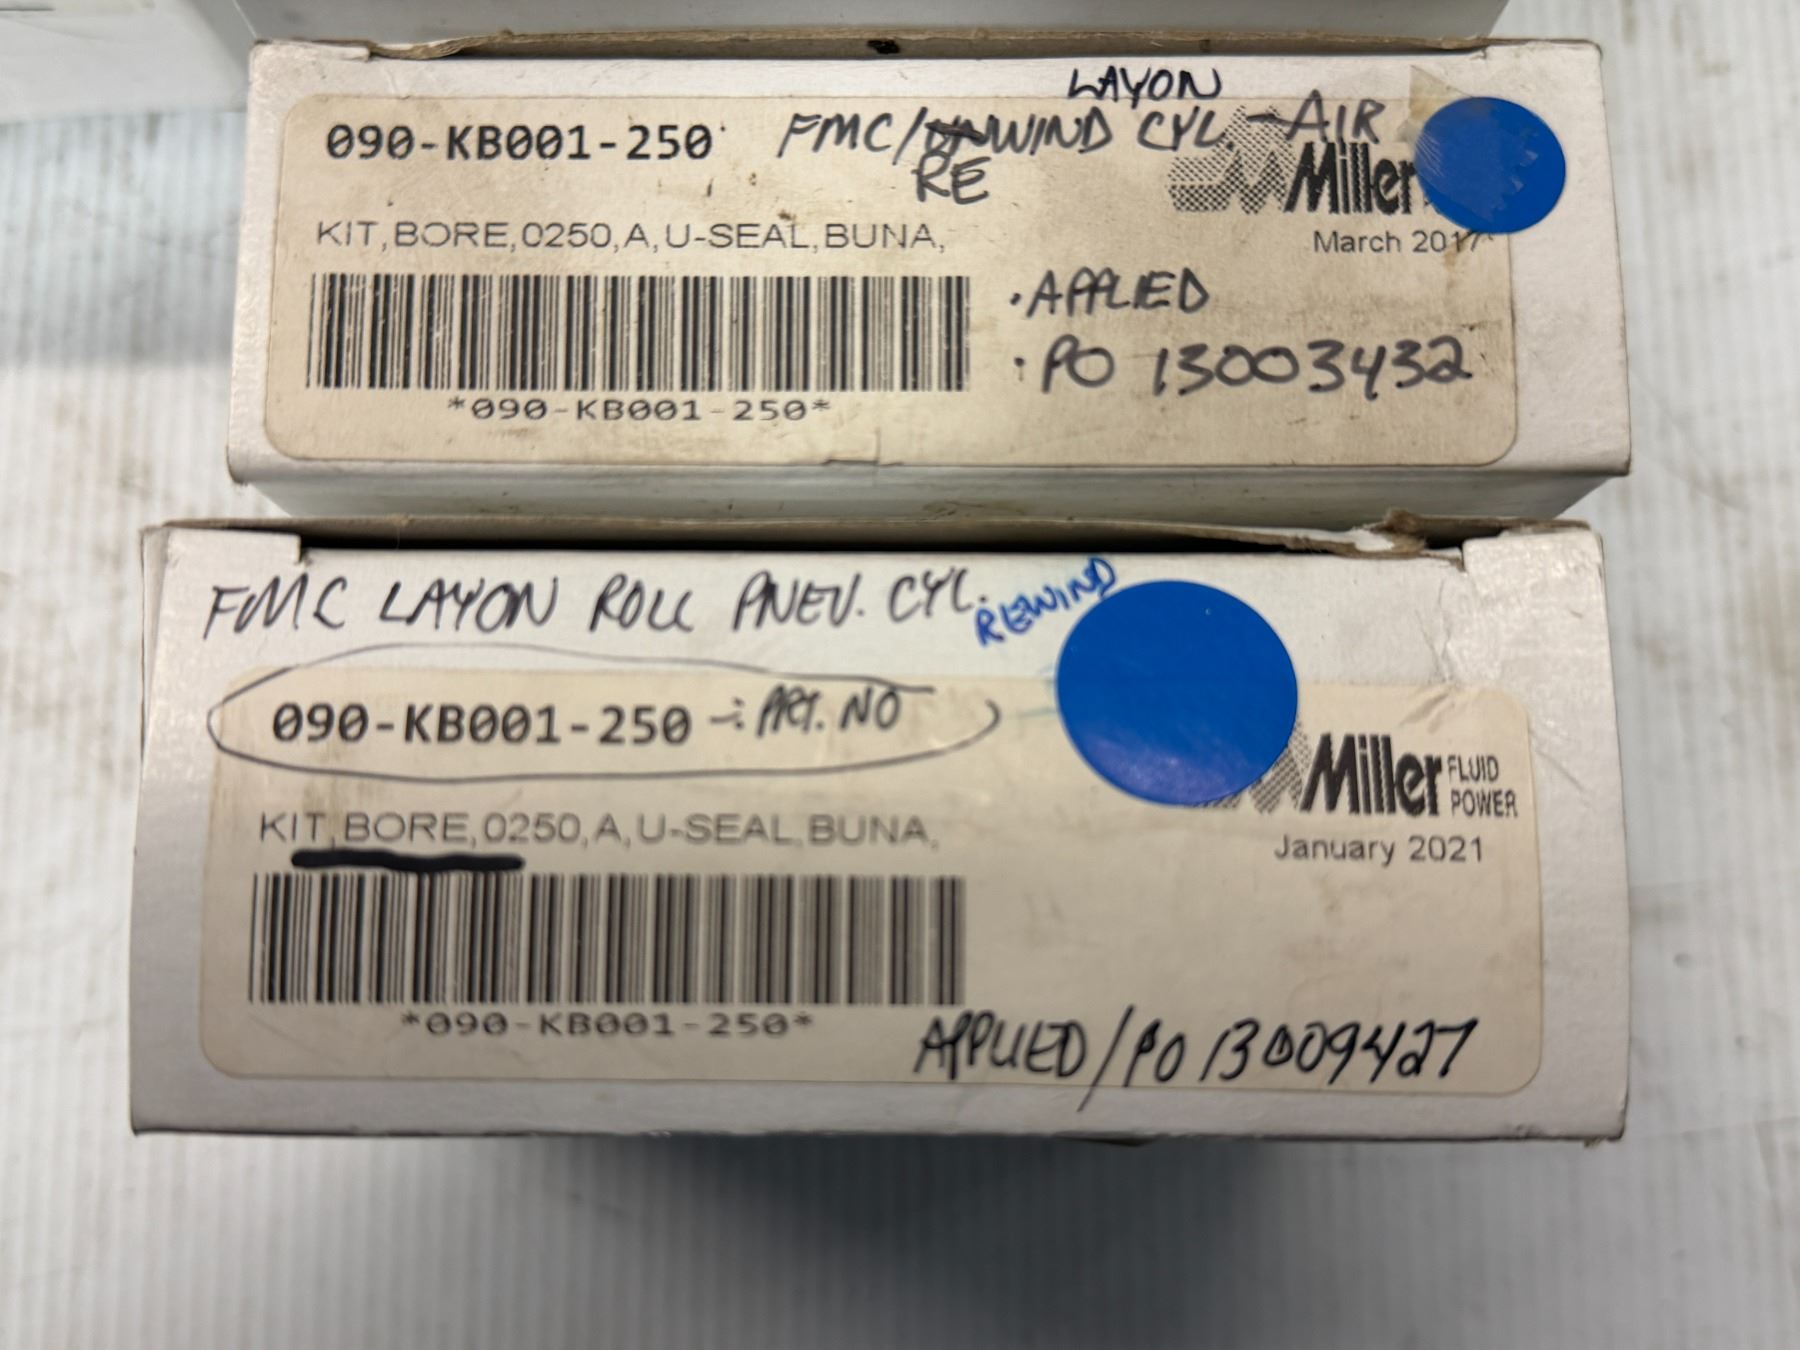 LAYON
090-KB001-250 FMC/UNWIND CYL. - AIR
RE
Miller
KIT,BORE,0250,A,U-SEAL,BUNA,
March 2017
• APPLIED
• PO 13003432
*090-KB001-250*
FMC LAYON ROLL PNEU. CYL. REWIND
090-KB001-250 -: PRT. NO
Miller FLUID
POWER
KIT,BORE,0250,A,U-SEAL,BUNA,
January 2021
*090-KB001-250*
APPLIED/PO 13009427